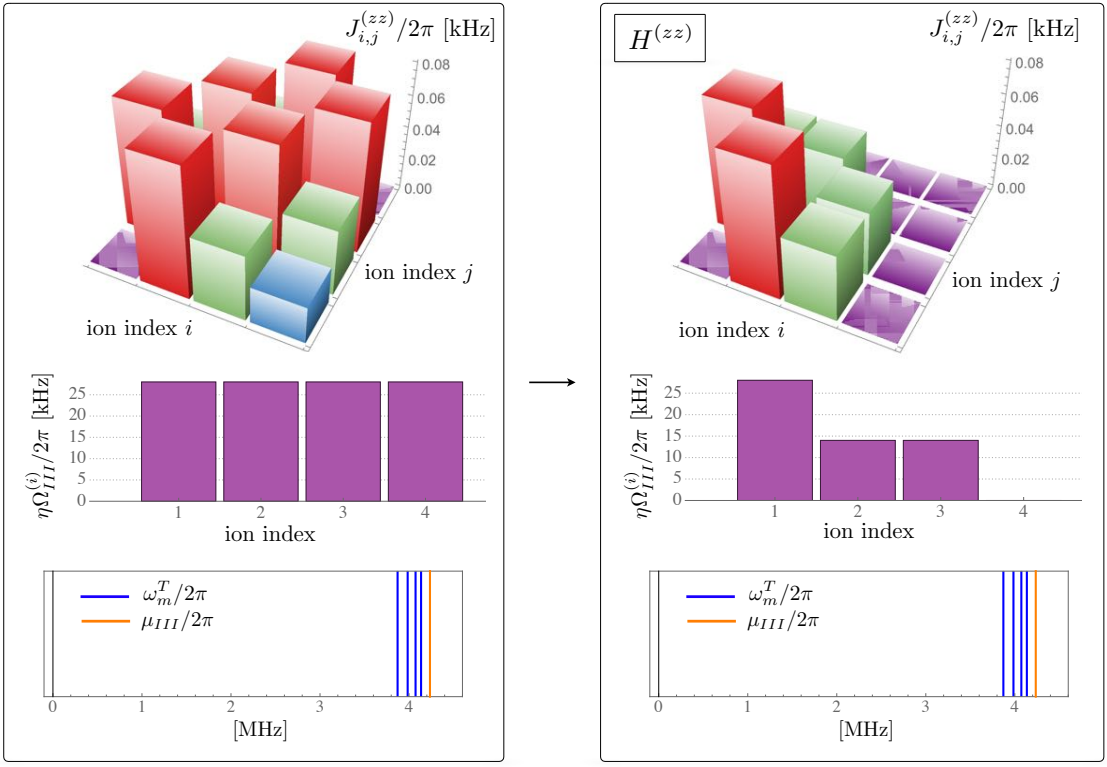 J_{i,j}^{(zz)}/2π [kHz]
0.08
0.06
0.04
0.02
0.00
ion index j
ion index i
ηΩ_{III}^{(i)}/2π [kHz]
25
20
15
10
5
0
1 2 3 4
ion index
ω_m^T/2π
μ_{III}/2π
0 1 2 3 4
[MHz]
H^{(zz)}
J_{i,j}^{(zz)}/2π [kHz]
0.08
0.06
0.04
0.02
0.00
ion index j
ion index i
ηΩ_{III}^{(i)}/2π [kHz]
25
20
15
10
5
0
1 2 3 4
ion index
ω_m^T/2π
μ_{III}/2π
0 1 2 3 4
[MHz]